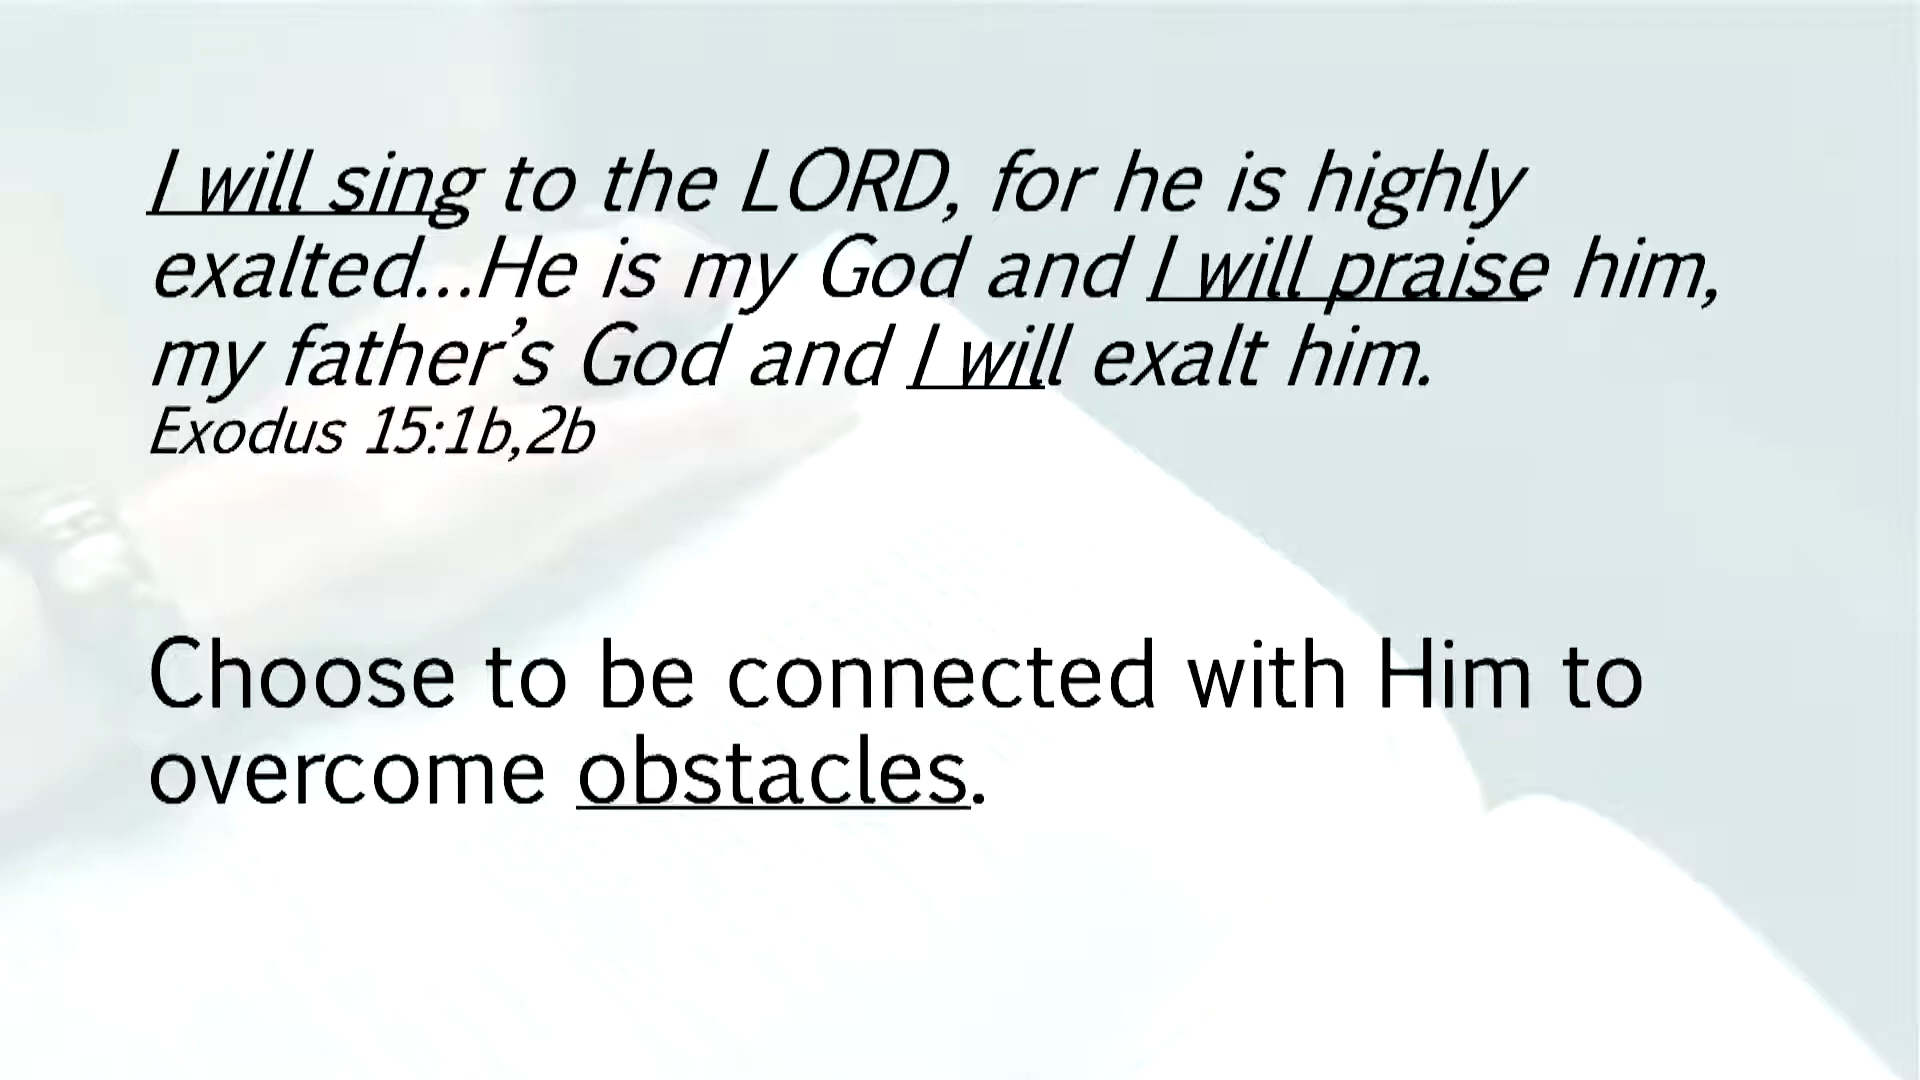 I will sing to the LORD, for he is highly
exalted...He is my God and I will praise him,
my father’s God and I will exalt him.
Exodus 15:1b,2b
Choose to be connected with Him to
overcome obstacles.